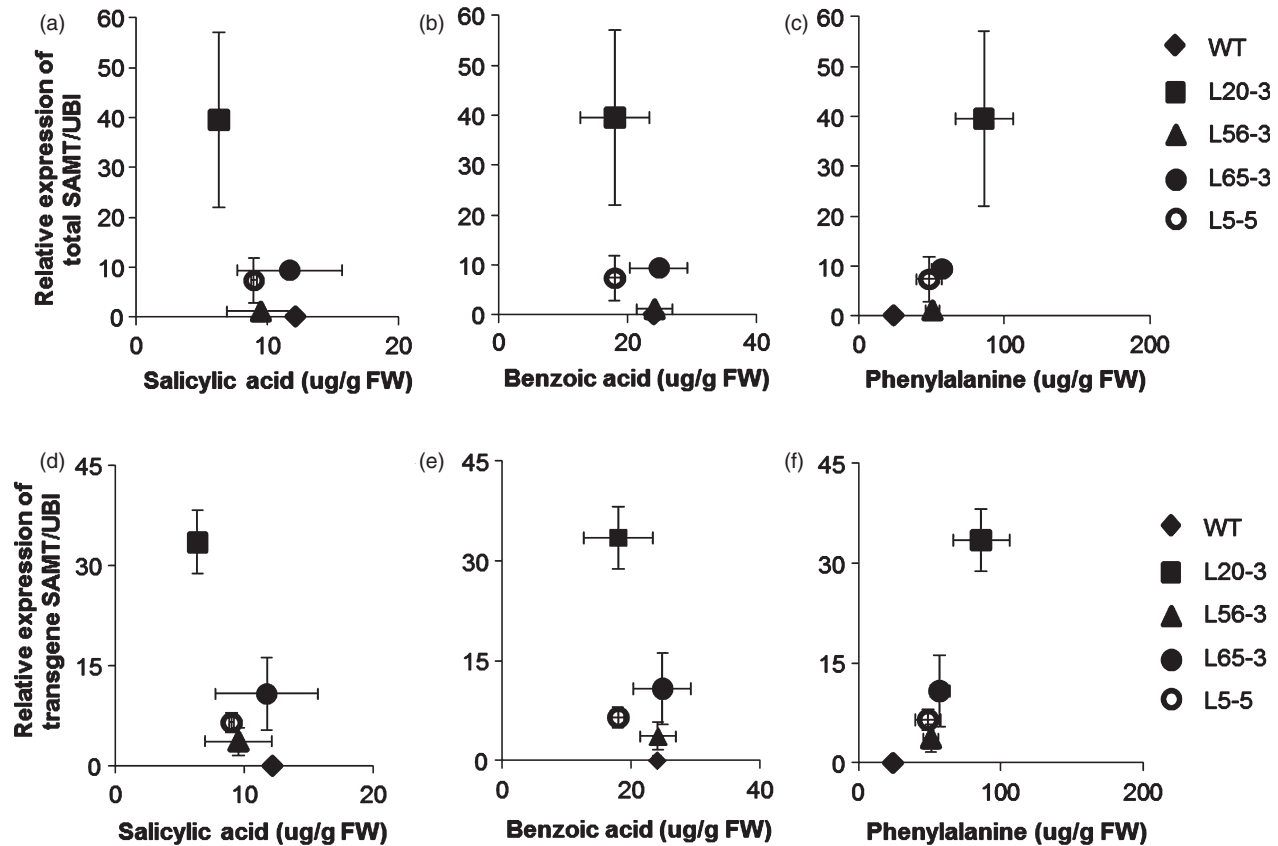 (a)
Relative expression of
total SAMT/UBI
60
50
40
30
20
10
0
0 10 20
Salicylic acid (ug/g FW)
(b)
60
50
40
30
20
10
0
0 20 40
Benzoic acid (ug/g FW)
(c)
60
50
40
30
20
10
0
0 100 200
Phenylalanine (ug/g FW)
WT
L20-3
L56-3
L65-3
L5-5
(d)
Relative expression of
transgene SAMT/UBI
45
30
15
0
0 10 20
Salicylic acid (ug/g FW)
(e)
45
30
15
0
0 20 40
Benzoic acid (ug/g FW)
(f)
45
30
15
0
0 100 200
Phenylalanine (ug/g FW)
WT
L20-3
L56-3
L65-3
L5-5